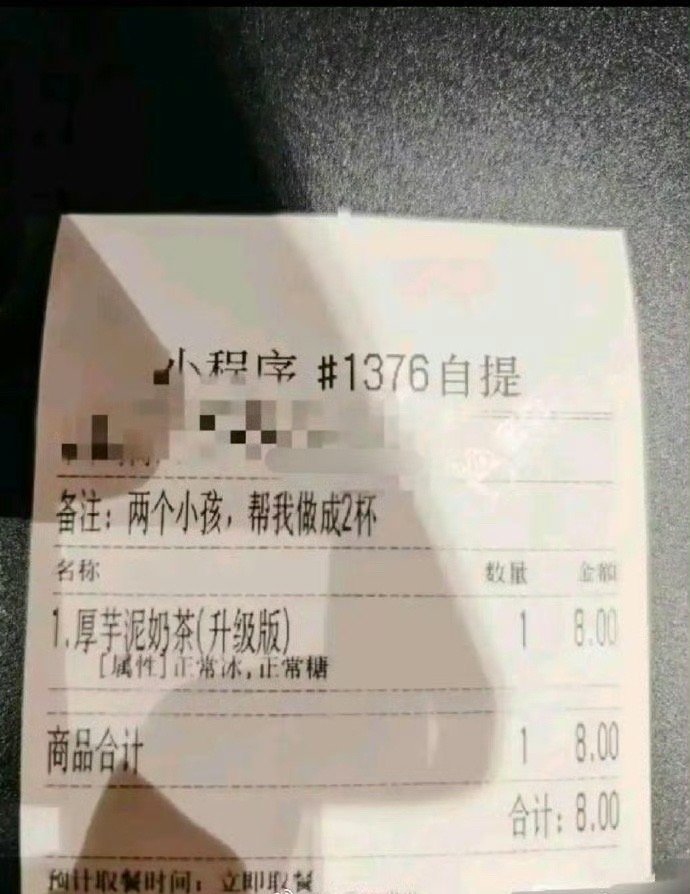 小程序 #1376自提
备注：两个小孩，帮我做成2杯
名称 数量 金额
1.厚芋泥奶茶(升级版) 1 8.00
[属性]正常冰,正常糖
商品合计 1 8.00
合计：8.00
预计取餐时间：立即取餐